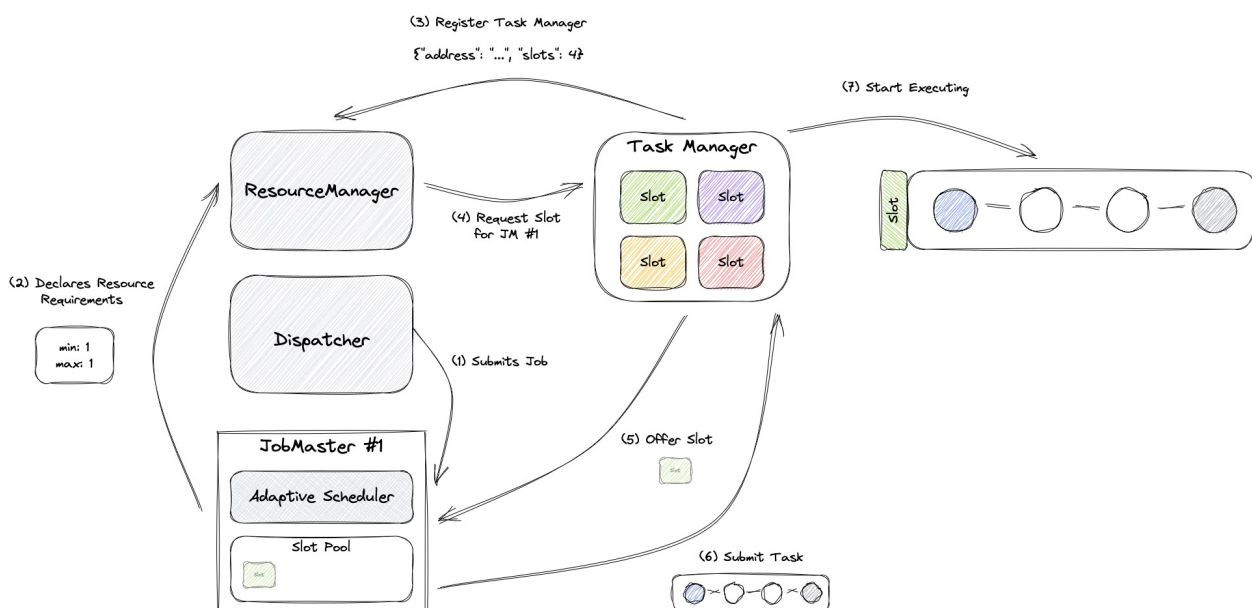 (3) Register Task Manager
{"address": "...", "slots": 4}
(7) Start Executing
ResourceManager
Task Manager
Slot
Slot
Slot
Slot
Slot
(4) Request Slot
for JM #1
(2) Declares Resource
Requirements
min: 1
max: 1
Dispatcher
(1) Submits Job
JobMaster #1
Adaptive Scheduler
Slot Pool
Slot
(5) Offer Slot
Slot
(6) Submit Task